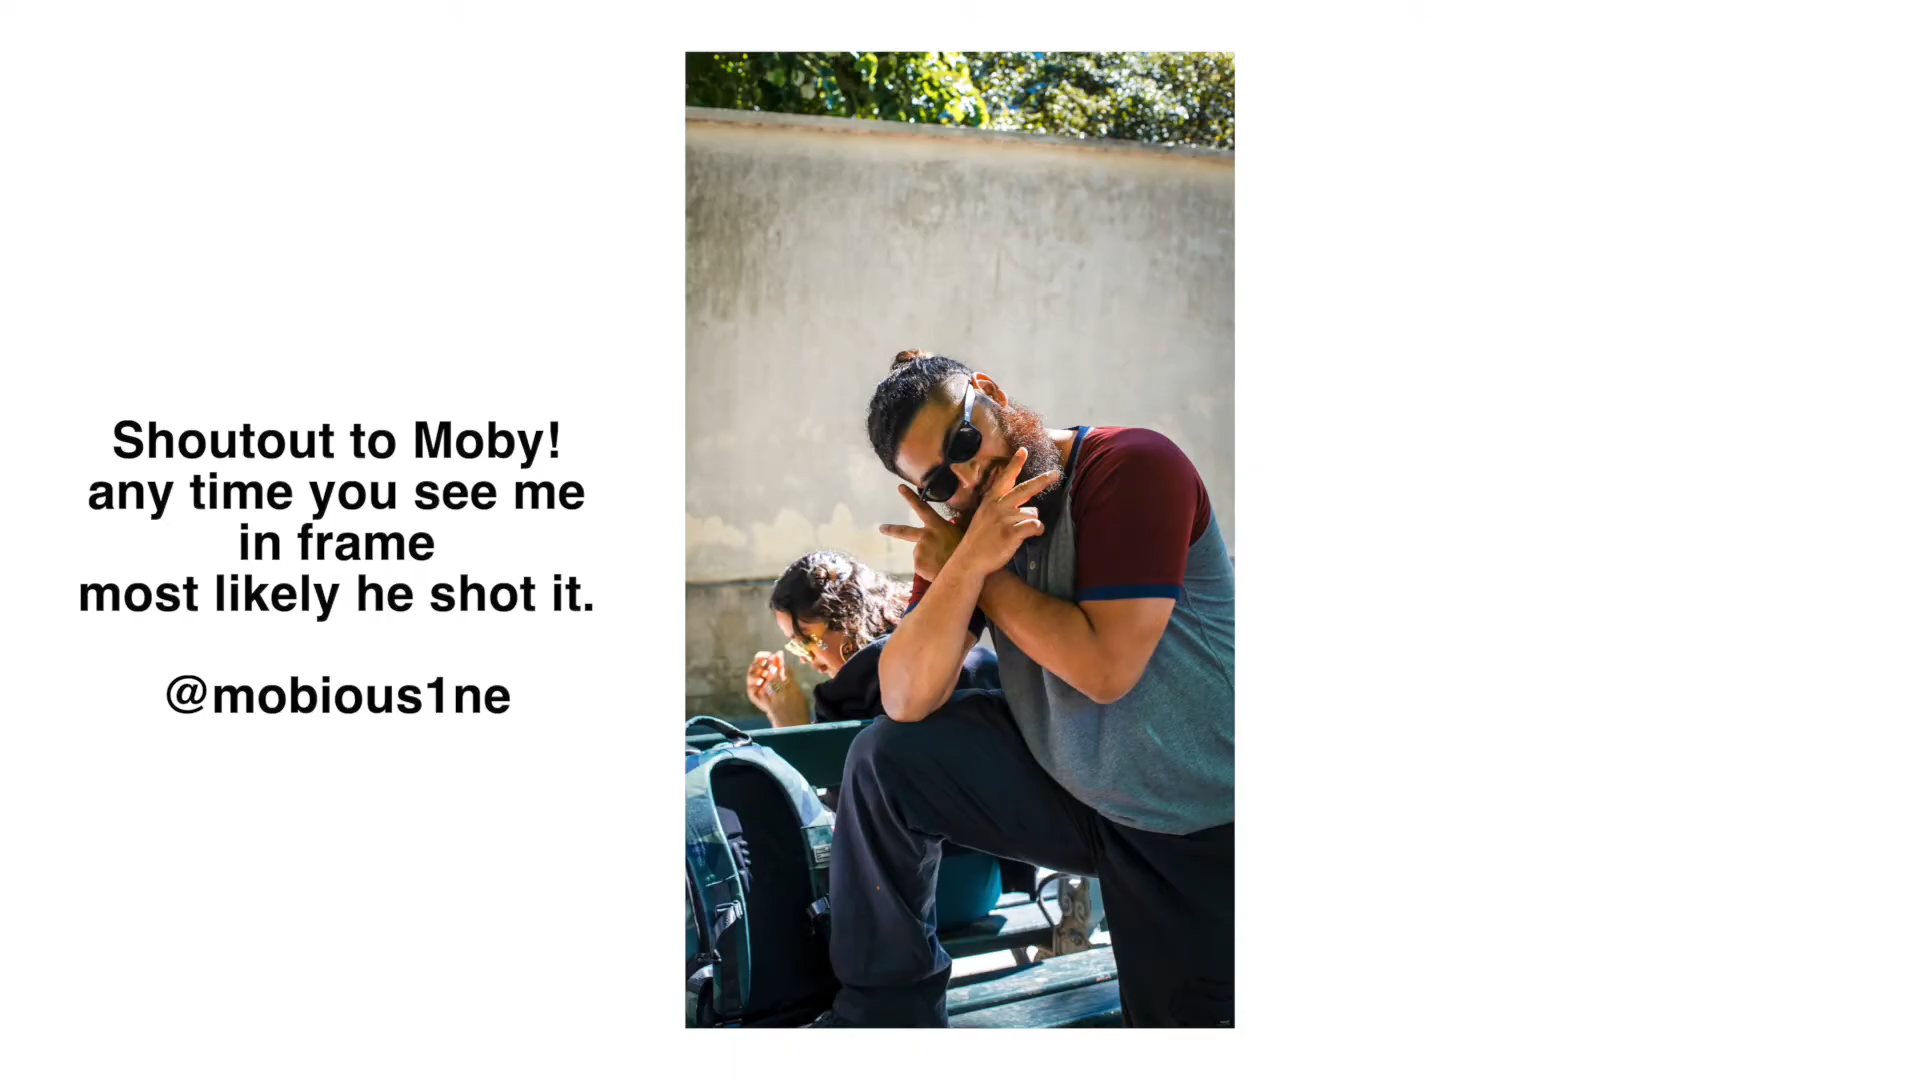 Shoutout to Moby!
any time you see me
in frame
most likely he shot it.
@mobious1ne